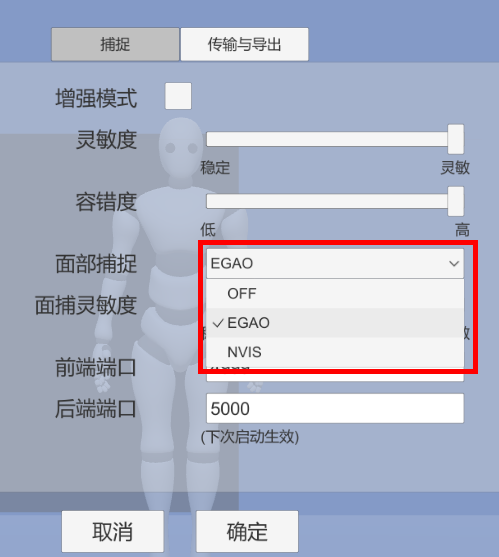 捕捉
传输与导出
增强模式
灵敏度
稳定 灵敏
容错度
低 高
面部捕捉 EGAO
OFF
面捕灵敏度
EGAO
NVIS
前端端口
后端端口 5000
(下次启动生效)
取消 确定